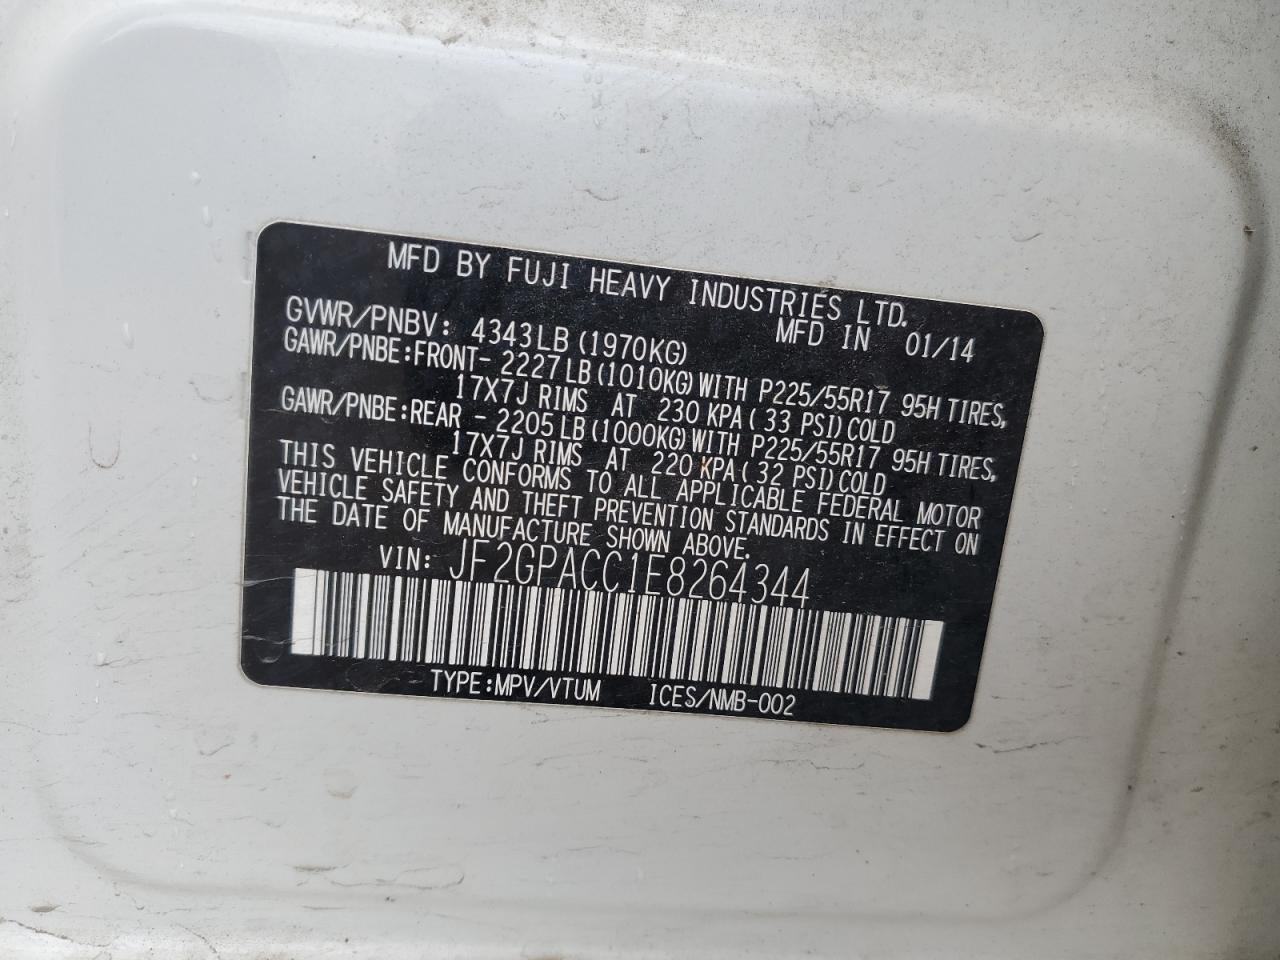 MFD BY FUJI HEAVY INDUSTRIES LTD.
MFD IN 01/14
GVWR/PNBV: 4343LB (1970KG)
GAWR/PNBE:FRONT- 2227LB (1010KG) WITH P225/55R17 95H TIRES,
17X7J RIMS AT 230 KPA( 33 PSI) COLD
GAWR/PNBE:REAR - 2205LB (1000KG) WITH P225/55R17 95H TIRES,
17X7J RIMS AT 220 KPA( 32 PSI) COLD
THIS VEHICLE CONFORMS TO ALL APPLICABLE FEDERAL MOTOR
VEHICLE SAFETY AND THEFT PREVENTION STANDARDS IN EFFECT ON
THE DATE OF MANUFACTURE SHOWN ABOVE.
VIN: JF2GPACC1E8264344
TYPE:MPV/VTUM ICES/NMB-002